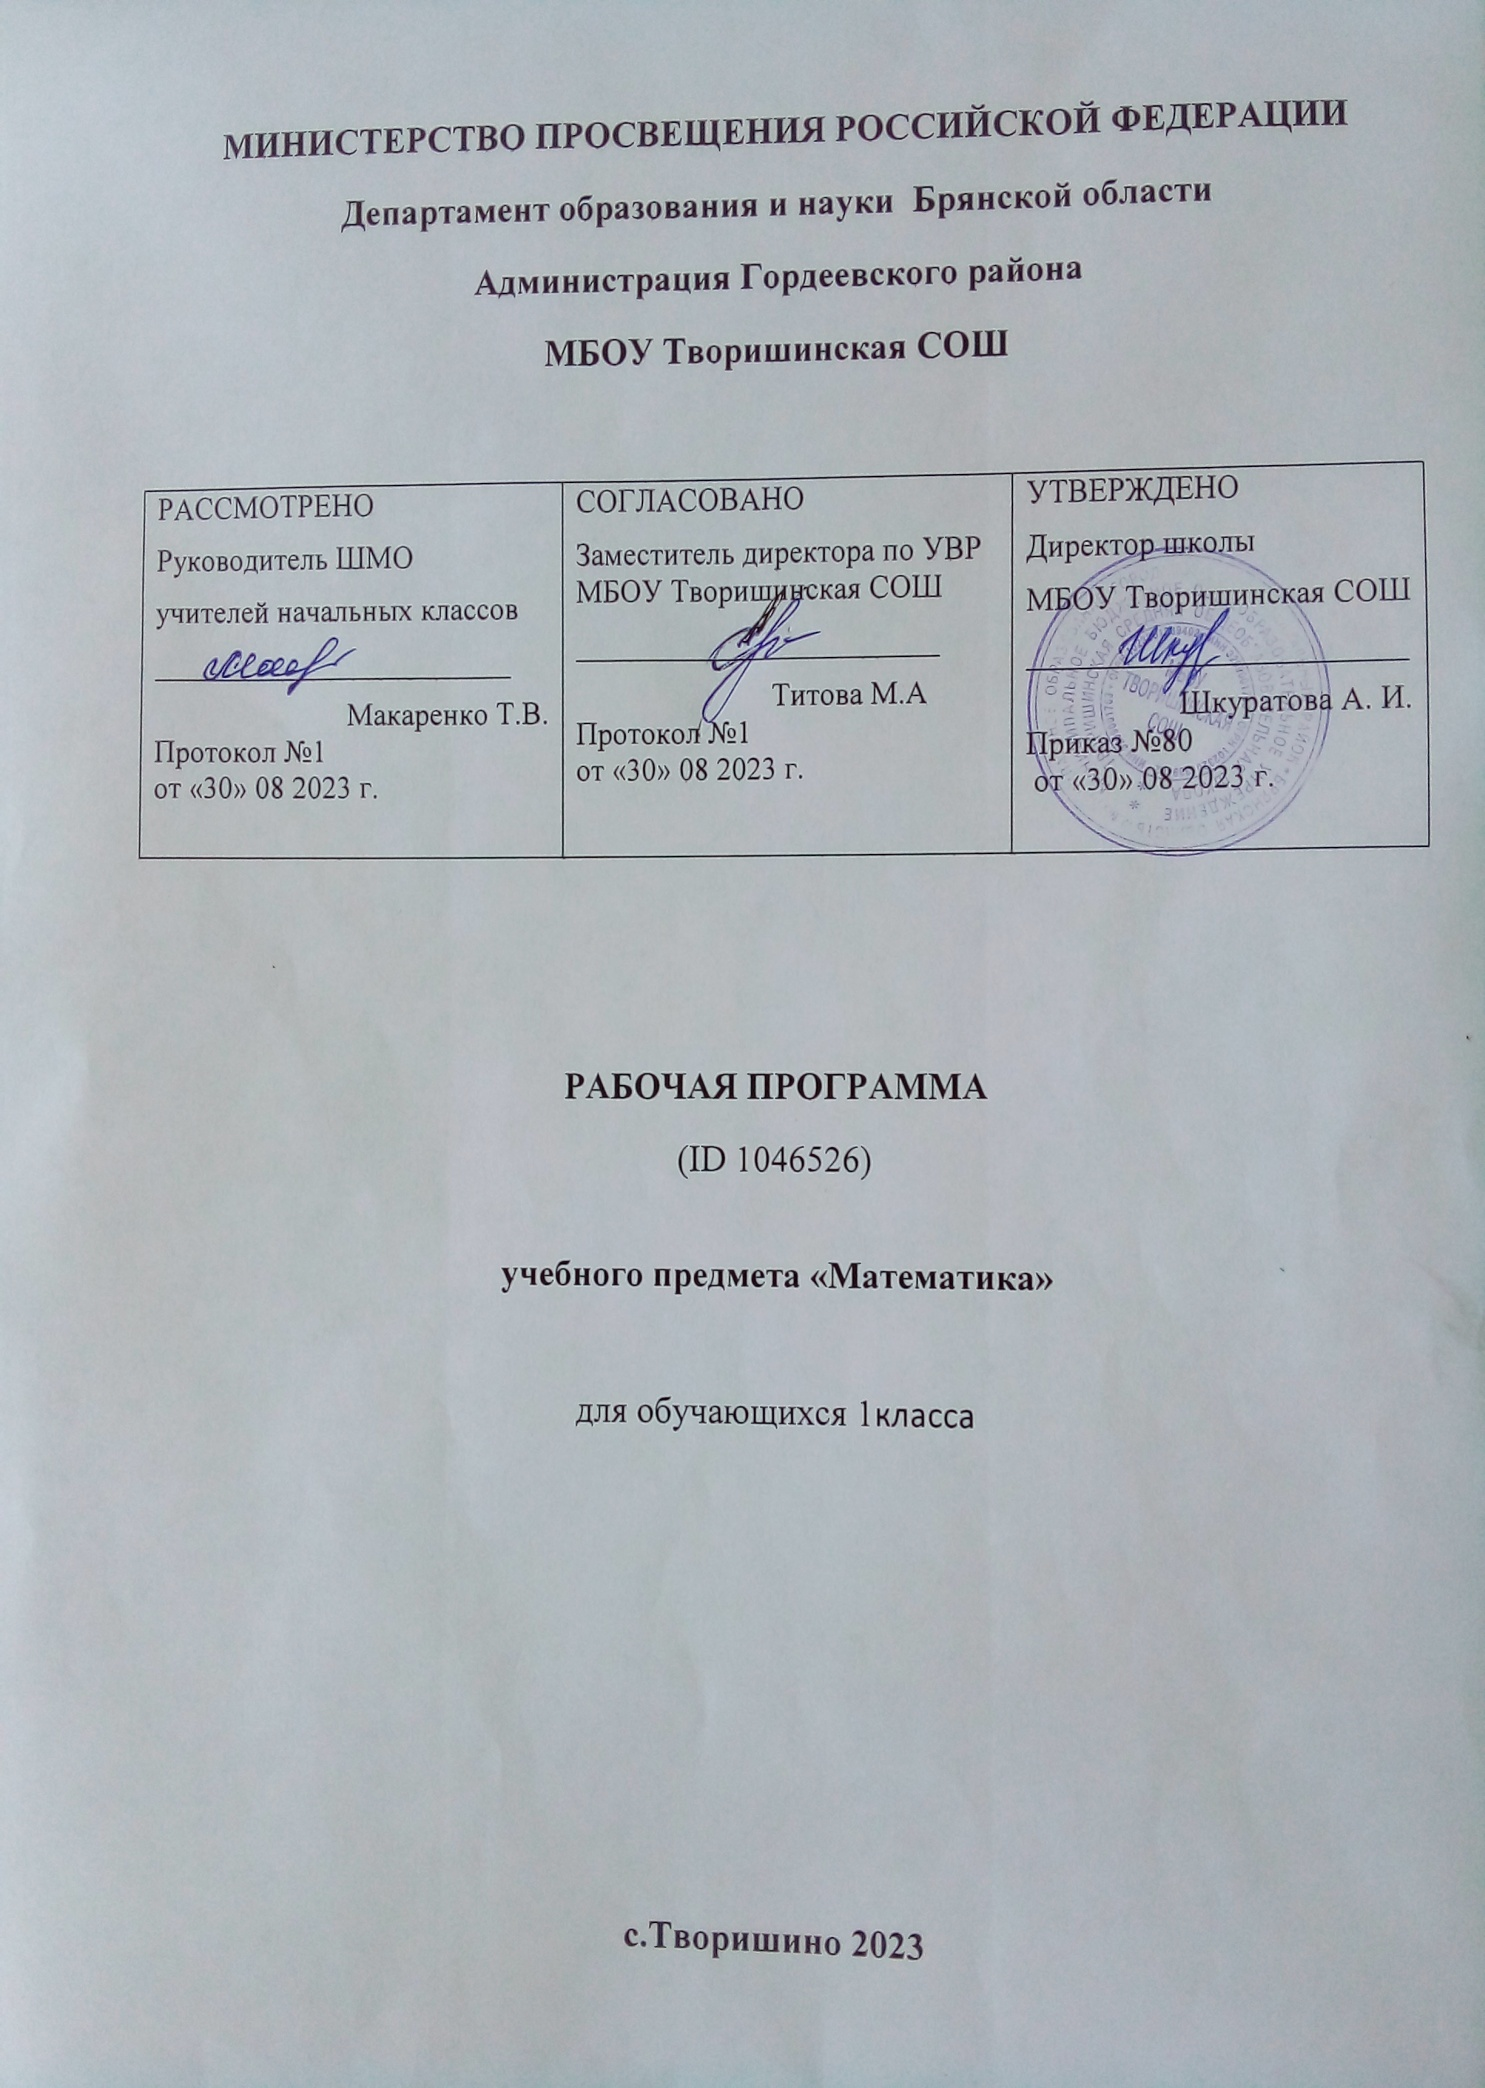 МИНИСТЕРСТВО ПРОСВЕЩЕНИЯ РОССИЙСКОЙ ФЕДЕРАЦИИ
Департамент образования и науки Брянской области
Администрация Гордеевского района
МБОУ Творишинская СОШ
РАССМОТРЕНО
Руководитель ШМО
учителей начальных классов
Макаренко Т.В.
Протокол №1
от «30» 08 2023 г.
СОГЛАСОВАНО
Заместитель директора по УВР
МБОУ Творишинская СОШ
Титова М.А
Протокол №1
от «30» 08 2023 г.
УТВЕРЖДЕНО
Директор школы
МБОУ Творишинская СОШ
Шкуратова А. И.
Приказ №80
от «30» 08 2023 г.
РАБОЧАЯ ПРОГРАММА
(ID 1046526)
учебного предмета «Математика»
для обучающихся 1класса
с.Творишино 2023